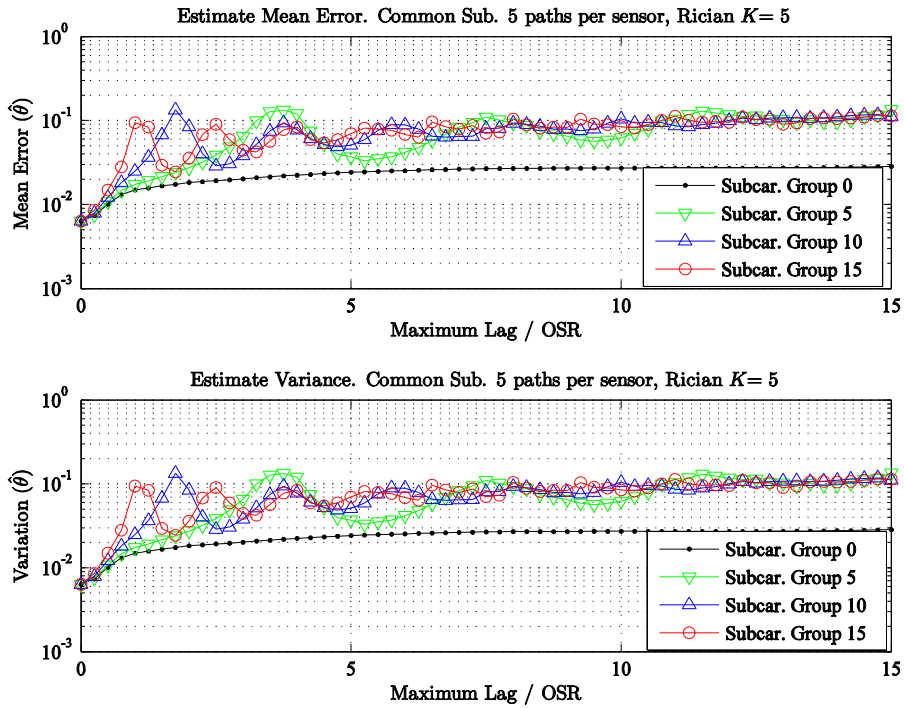 Estimate Mean Error. Common Sub. 5 paths per sensor, Rician K= 5
10^0
10^-1
10^-2
10^-3
Mean Error (θ̂)
0 5 10 15
Maximum Lag / OSR
Subcar. Group 0
Subcar. Group 5
Subcar. Group 10
Subcar. Group 15
Estimate Variance. Common Sub. 5 paths per sensor, Rician K= 5
10^0
10^-1
10^-2
10^-3
Variation (θ̂)
0 5 10 15
Maximum Lag / OSR
Subcar. Group 0
Subcar. Group 5
Subcar. Group 10
Subcar. Group 15